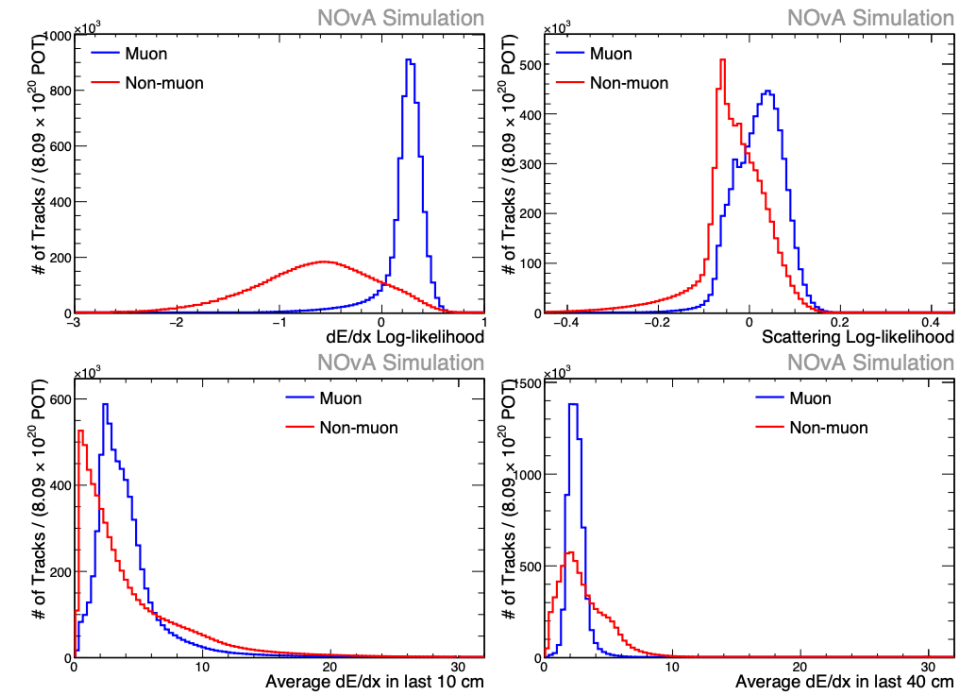 NOvA Simulation
×10³
1000
800
600
400
200
0
# of Tracks / (8.09 × 10²⁰ POT)
Muon
Non-muon
−3 −2 −1 0 1
dE/dx Log-likelihood
NOvA Simulation
×10³
500
400
300
200
100
0
# of Tracks / (8.09 × 10²⁰ POT)
Muon
Non-muon
−0.4 −0.2 0 0.2 0.4
Scattering Log-likelihood
NOvA Simulation
×10³
600
400
200
0
# of Tracks / (8.09 × 10²⁰ POT)
Muon
Non-muon
0 10 20 30
Average dE/dx in last 10 cm
NOvA Simulation
×10³
1500
1000
500
0
# of Tracks / (8.09 × 10²⁰ POT)
Muon
Non-muon
0 10 20 30
Average dE/dx in last 40 cm